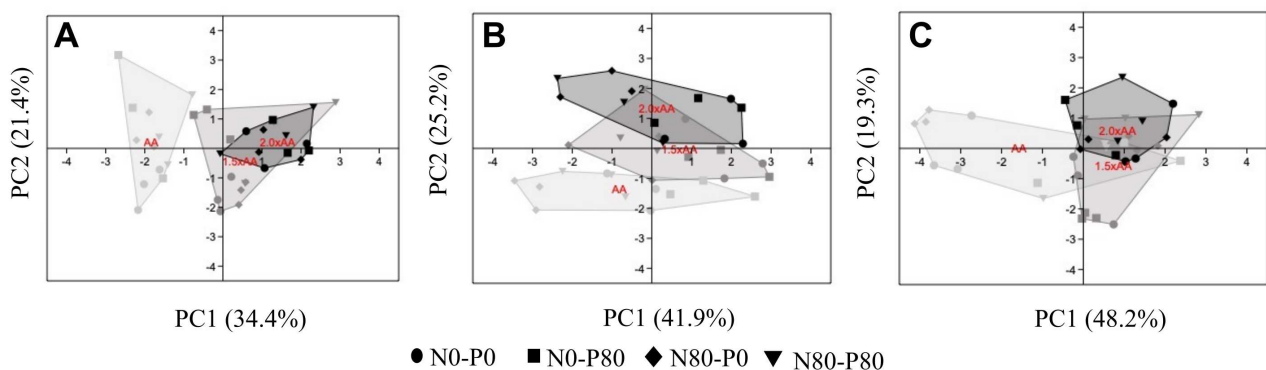 A
B
C
PC2 (21.4%)
4
3
2
1
-4 -3 -2 -1 1 2 3 4
-1
-2
-3
-4
AA
1.5xAA
2.0xAA
PC1 (34.4%)
PC2 (25.2%)
4
3
2
1
-4 -3 -2 -1 1 2 3 4
-1
-2
-3
-4
2.0xAA
1.5xAA
AA
PC1 (41.9%)
PC2 (19.3%)
4
3
2
1
-4 -3 -2 -1 1 2 3 4
-1
-2
-3
-4
AA
2.0xAA
1.5xAA
PC1 (48.2%)
N0-P0 N0-P80 N80-P0 N80-P80